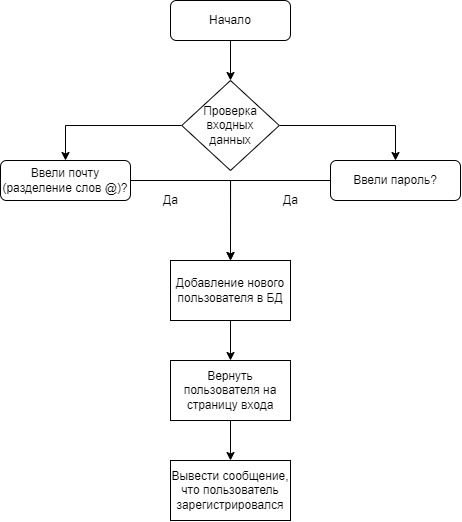 Начало
Проверка
входных
данных
Ввели почту
(разделение слов @)?
Ввели пароль?
Да
Да
Добавление нового
пользователя в БД
Вернуть
пользователя на
страницу входа
Вывести сообщение,
что пользователь
зарегистрировался